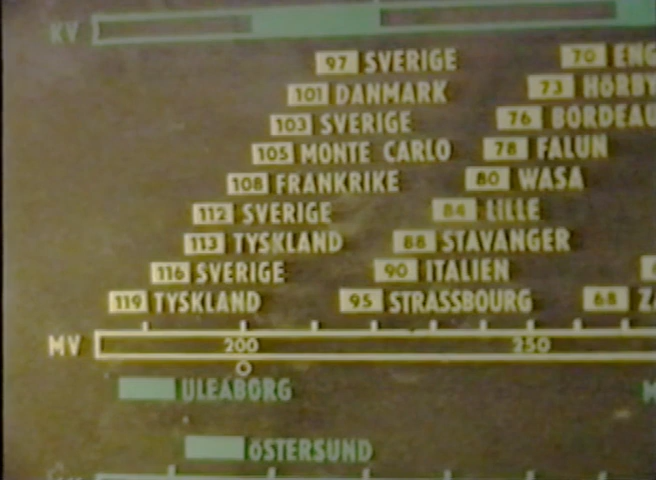 KV
97 SVERIGE 70 ENG
101 DANMARK 73 HÖRBY
103 SVERIGE 76 BORDEAU
105 MONTE CARLO 78 FALUN
108 FRANKRIKE 80 WASA
112 SVERIGE 84 LILLE
113 TYSKLAND 88 STAVANGER
116 SVERIGE 90 ITALIEN
119 TYSKLAND 95 STRASSBOURG 68 ZA
MV 200 250
ULEÅBORG M
ÖSTERSUND